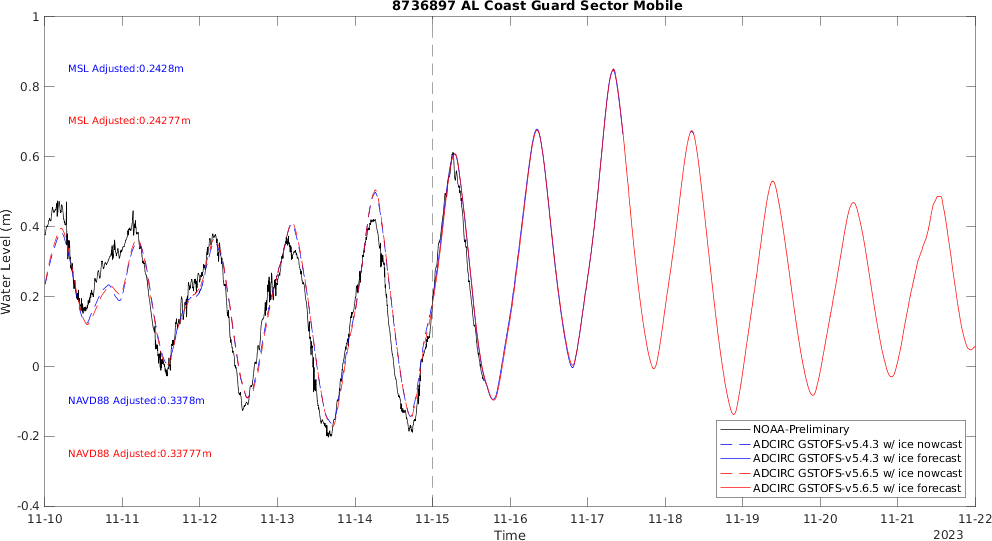 8736897 AL Coast Guard Sector Mobile
Water Level (m)
1
0.8
0.6
0.4
0.2
0
-0.2
-0.4
MSL Adjusted:0.2428m
MSL Adjusted:0.24277m
NAVD88 Adjusted:0.3378m
NAVD88 Adjusted:0.33777m
NOAA-Preliminary
ADCIRC GSTOFS-v5.4.3 w/ ice nowcast
ADCIRC GSTOFS-v5.4.3 w/ ice forecast
ADCIRC GSTOFS-v5.6.5 w/ ice nowcast
ADCIRC GSTOFS-v5.6.5 w/ ice forecast
11-10 11-11 11-12 11-13 11-14 11-15 11-16 11-17 11-18 11-19 11-20 11-21 11-22
Time
2023